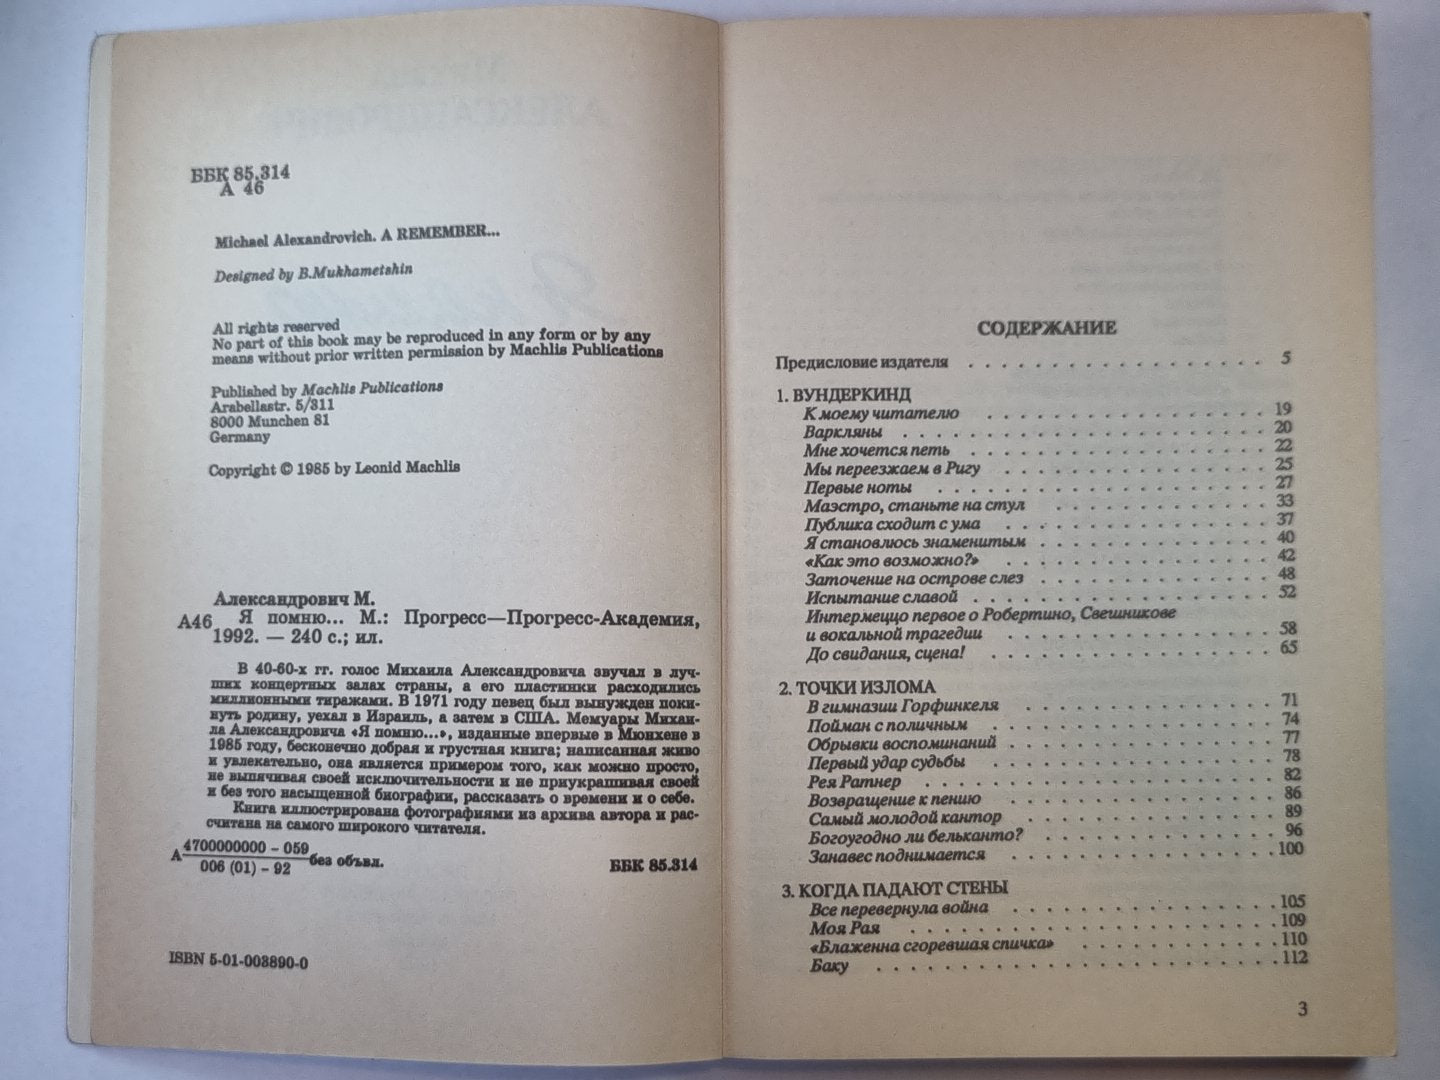 ББК 85.314
А 46
Michael Alexandrovich. A REMEMBER...
Designed by B.Mukhametshin
All rights reserved
No part of this book may be reproduced in any form or by any
means without prior written permission by Machlis Publications
Published by Machlis Publications
Arabellastr. 5/311
8000 Munchen 81
Germany
Copyright © 1985 by Leonid Machlis
Александрович М.
А46 Я помню... М.: Прогресс—Прогресс-Академия,
1992. — 240 с.; ил.
В 40-60-х гг. голос Михаила Александровича звучал в луч-
ших концертных залах страны, а его пластинки расходились
миллионными тиражами. В 1971 году певец был вынужден поки-
нуть родину, уехал в Израиль, а затем в США. Мемуары Михаи-
ла Александровича «Я помню...», изданные впервые в Мюнхене в
1985 году, бесконечно добрая и грустная книга; написанная живо
и увлекательно, она является примером того, как можно просто,
не выпячивая своей исключительности и не приукрашивая своей
и без того насыщенной биографии, рассказать о времени и о себе.
Книга иллюстрирована фотографиями из архива автора и рас-
считана на самого широкого читателя.
А 4700000000 - 059
006 (01) - 92 без объвл.
ББК 85.314
ISBN 5-01-003890-0
СОДЕРЖАНИЕ
Предисловие издателя . . . . . . . . . . . . . . . . . . 5
1. ВУНДЕРКИНД
К моему читателю . . . . . . . . . . . . . . . . . 19
Варкляны . . . . . . . . . . . . . . . . . . . . . . 20
Мне хочется петь . . . . . . . . . . . . . . . . . . 22
Мы переезжаем в Ригу . . . . . . . . . . . . . . . . 25
Первые ноты . . . . . . . . . . . . . . . . . . . . 27
Маэстро, станьте на стул . . . . . . . . . . . . . 33
Публика сходит с ума . . . . . . . . . . . . . . . . 37
Я становлюсь знаменитым . . . . . . . . . . . . . . 40
«Как это возможно?» . . . . . . . . . . . . . . . . 42
Заточение на острове слез . . . . . . . . . . . . . . 48
Испытание славой . . . . . . . . . . . . . . . . . . 52
Интермеццо первое о Робертино, Свешникове
и вокальной трагедии . . . . . . . . . . . . . . . . 58
До свидания, сцена! . . . . . . . . . . . . . . . . . 65
2. ТОЧКИ ИЗЛОМА
В гимназии Горфинкеля . . . . . . . . . . . . . . . 71
Пойман с поличным . . . . . . . . . . . . . . . . . 74
Обрывки воспоминаний . . . . . . . . . . . . . . . . 77
Первый удар судьбы . . . . . . . . . . . . . . . . . 78
Рея Ратнер . . . . . . . . . . . . . . . . . . . . . 82
Возвращение к пению . . . . . . . . . . . . . . . . 86
Самый молодой кантор . . . . . . . . . . . . . . . 89
Богоугодно ли бельканто? . . . . . . . . . . . . . . 96
Занавес поднимается . . . . . . . . . . . . . . . . 100
3. КОГДА ПАДАЮТ СТЕНЫ
Все перевернула война . . . . . . . . . . . . . . . . 105
Моя Рая . . . . . . . . . . . . . . . . . . . . . . 109
«Блаженна сгоревшая спичка» . . . . . . . . . . . . 110
Баку . . . . . . . . . . . . . . . . . . . . . . . . 112
3